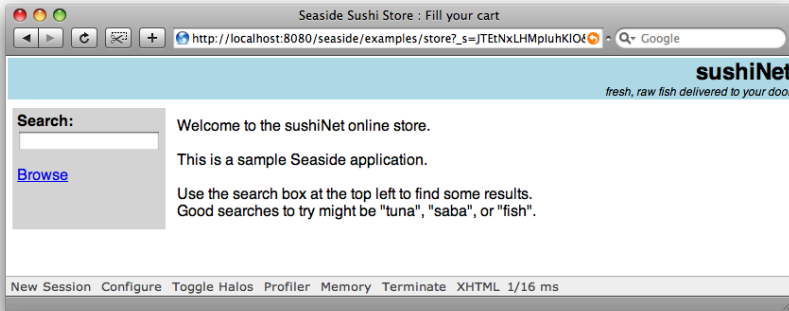 Seaside Sushi Store : Fill your cart
http://localhost:8080/seaside/examples/store?_s=JTEtNxLHMpluhKlO&
Google
sushiNet
fresh, raw fish delivered to your door
Search:
Welcome to the sushiNet online store.
This is a sample Seaside application.
Browse
Use the search box at the top left to find some results.
Good searches to try might be "tuna", "saba", or "fish".
New Session Configure Toggle Halos Profiler Memory Terminate XHTML 1/16 ms